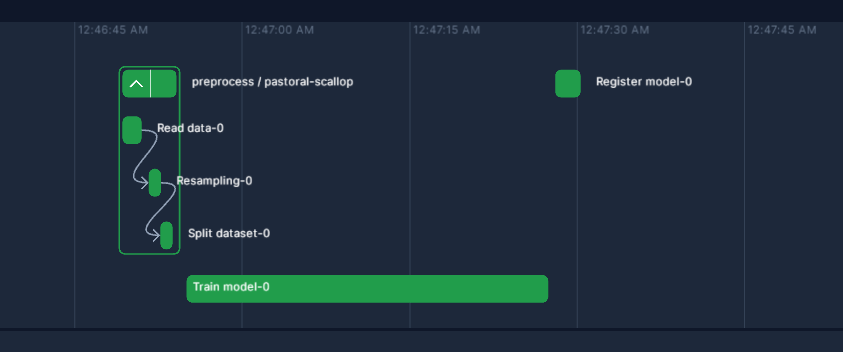 12:46:45 AM
12:47:00 AM
12:47:15 AM
12:47:30 AM
12:47:45 AM
preprocess / pastoral-scallop
Register model-0
Read data-0
Resampling-0
Split dataset-0
Train model-0